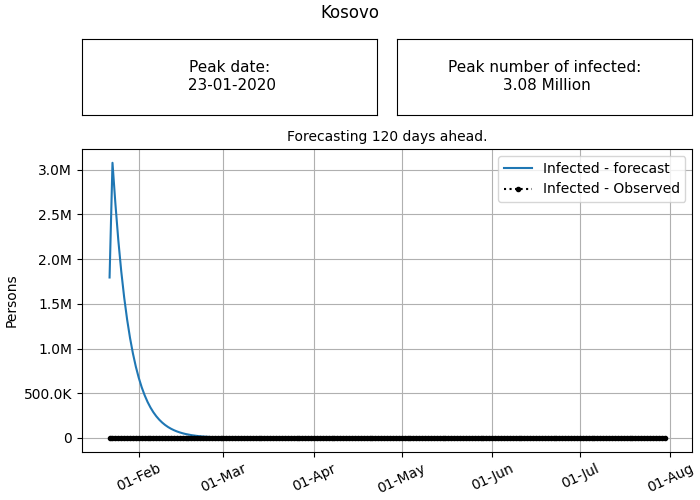 Kosovo
Peak date:
23-01-2020
Peak number of infected:
3.08 Million
Forecasting 120 days ahead.
Infected - forecast
Infected - Observed
Persons
3.0M
2.5M
2.0M
1.5M
1.0M
500.0K
0
01-Feb
01-Mar
01-Apr
01-May
01-Jun
01-Jul
01-Aug